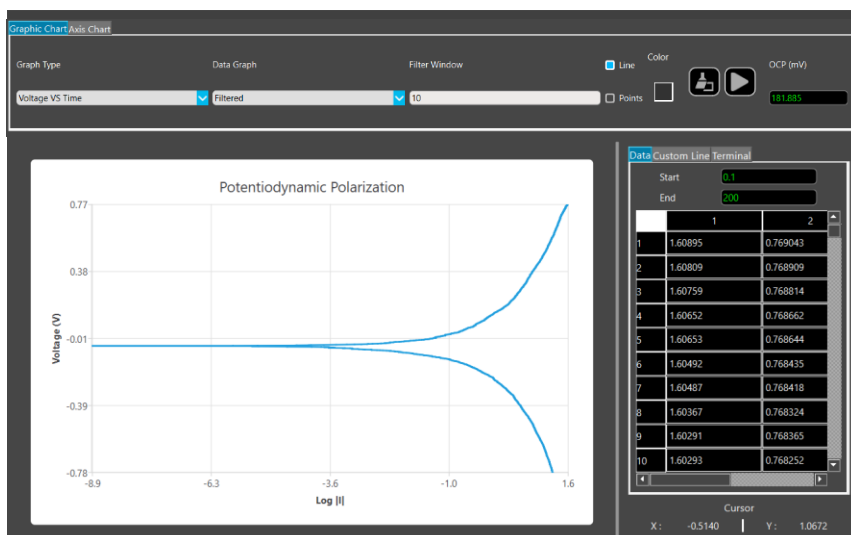 Graphic Chart Axis Chart
Graph Type Data Graph Filter Window Line Color OCP (mV)
Voltage VS Time Filtered 10 Points 181.885
Data Custom Line Terminal
Start 0.1
End 200
1 2
1 1.60895 0.769043
2 1.60809 0.768909
3 1.60759 0.768814
4 1.60652 0.768662
5 1.60653 0.768644
6 1.60492 0.768435
7 1.60487 0.768418
8 1.60367 0.768324
9 1.60291 0.768365
10 1.60293 0.768252
Potentiodynamic Polarization
Voltage (V)
0.77
0.38
-0.01
-0.39
-0.78
-8.9 -6.3 -3.6 -1.0 1.6
Log |I|
Cursor
X : -0.5140 Y : 1.0672